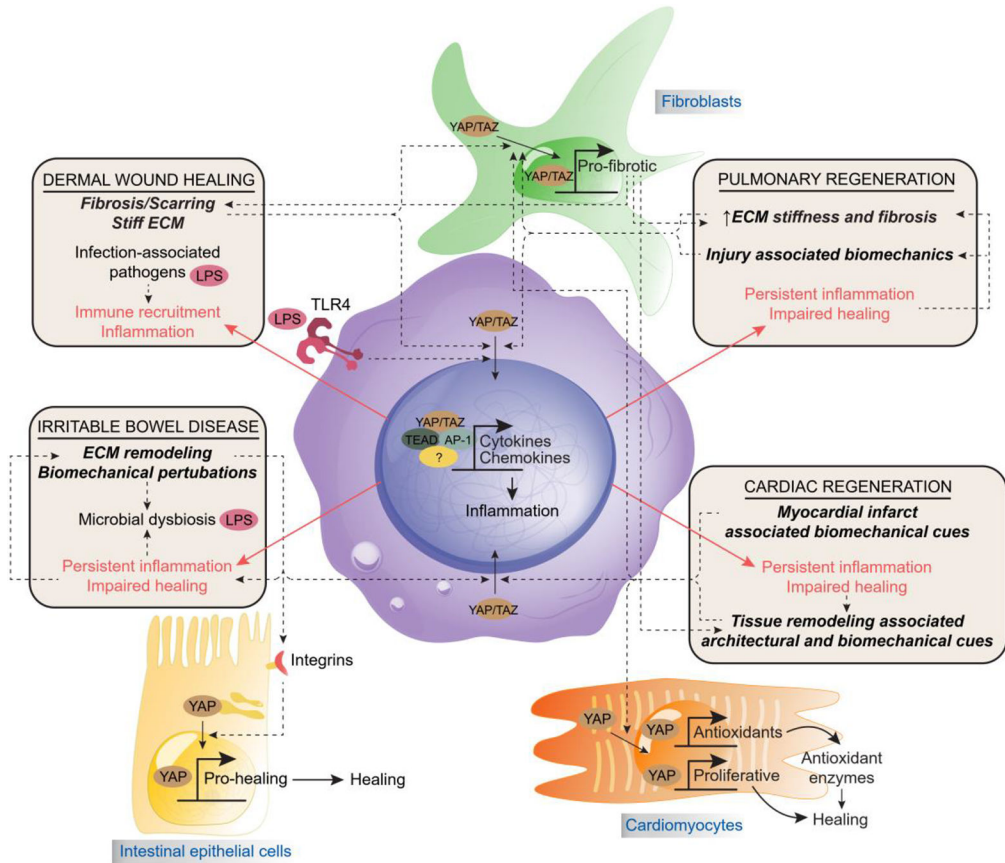 Fibroblasts
YAP/TAZ
YAP/TAZ
Pro-fibrotic
DERMAL WOUND HEALING
Fibrosis/Scarring
Stiff ECM
Infection-associated
pathogens LPS
Immune recruitment
Inflammation
PULMONARY REGENERATION
↑ECM stiffness and fibrosis
Injury associated biomechanics
Persistent inflammation
Impaired healing
LPS
TLR4
YAP/TAZ
YAP/TAZ
TEAD AP-1
?
Cytokines
Chemokines
Inflammation
YAP/TAZ
IRRITABLE BOWEL DISEASE
ECM remodeling
Biomechanical pertubations
Microbial dysbiosis LPS
Persistent inflammation
Impaired healing
CARDIAC REGENERATION
Myocardial infarct
associated biomechanical cues
Persistent inflammation
Impaired healing
Tissue remodeling associated
architectural and biomechanical cues
Integrins
YAP
YAP
Pro-healing
Healing
Intestinal epithelial cells
YAP
YAP
Antioxidants
YAP
Proliferative
Antioxidant
enzymes
Healing
Cardiomyocytes